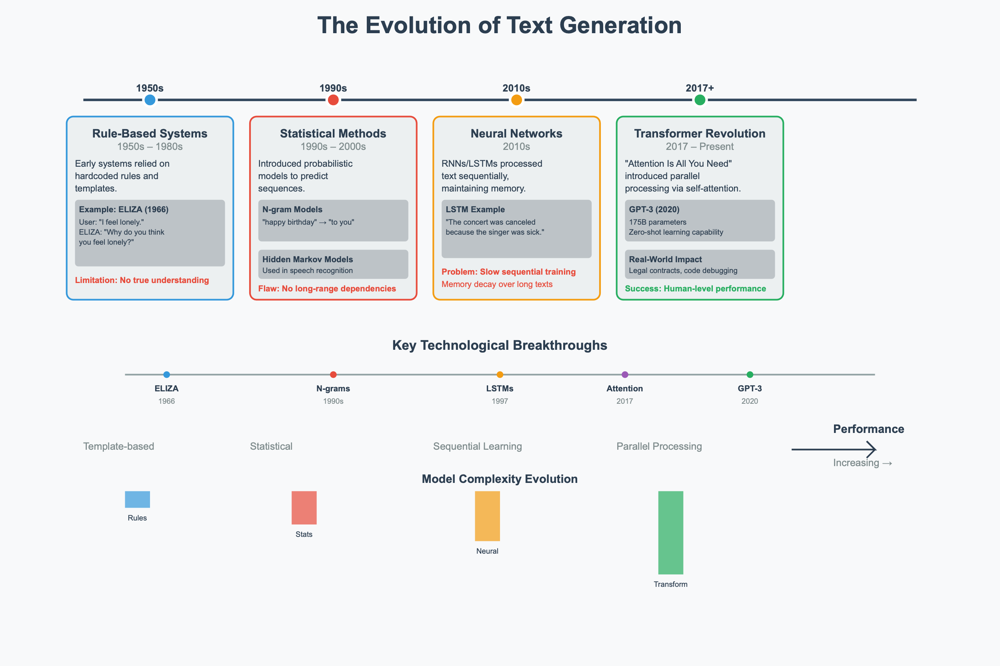 The Evolution of Text Generation
1950s
1990s
2010s
2017+
Rule-Based Systems
1950s – 1980s
Early systems relied on
hardcoded rules and
templates.
Example: ELIZA (1966)
User: "I feel lonely."
ELIZA: "Why do you think
you feel lonely?"
Limitation: No true understanding
Statistical Methods
1990s – 2000s
Introduced probabilistic
models to predict
sequences.
N-gram Models
"happy birthday" → "to you"
Hidden Markov Models
Used in speech recognition
Flaw: No long-range dependencies
Neural Networks
2010s
RNNs/LSTMs processed
text sequentially,
maintaining memory.
LSTM Example
"The concert was canceled
because the singer was sick."
Problem: Slow sequential training
Memory decay over long texts
Transformer Revolution
2017 – Present
"Attention Is All You Need"
introduced parallel
processing via self-attention.
GPT-3 (2020)
175B parameters
Zero-shot learning capability
Real-World Impact
Legal contracts, code debugging
Success: Human-level performance
Key Technological Breakthroughs
ELIZA
1966
N-grams
1990s
LSTMs
1997
Attention
2017
GPT-3
2020
Template-based
Statistical
Sequential Learning
Parallel Processing
Performance
Increasing →
Model Complexity Evolution
Rules
Stats
Neural
Transform